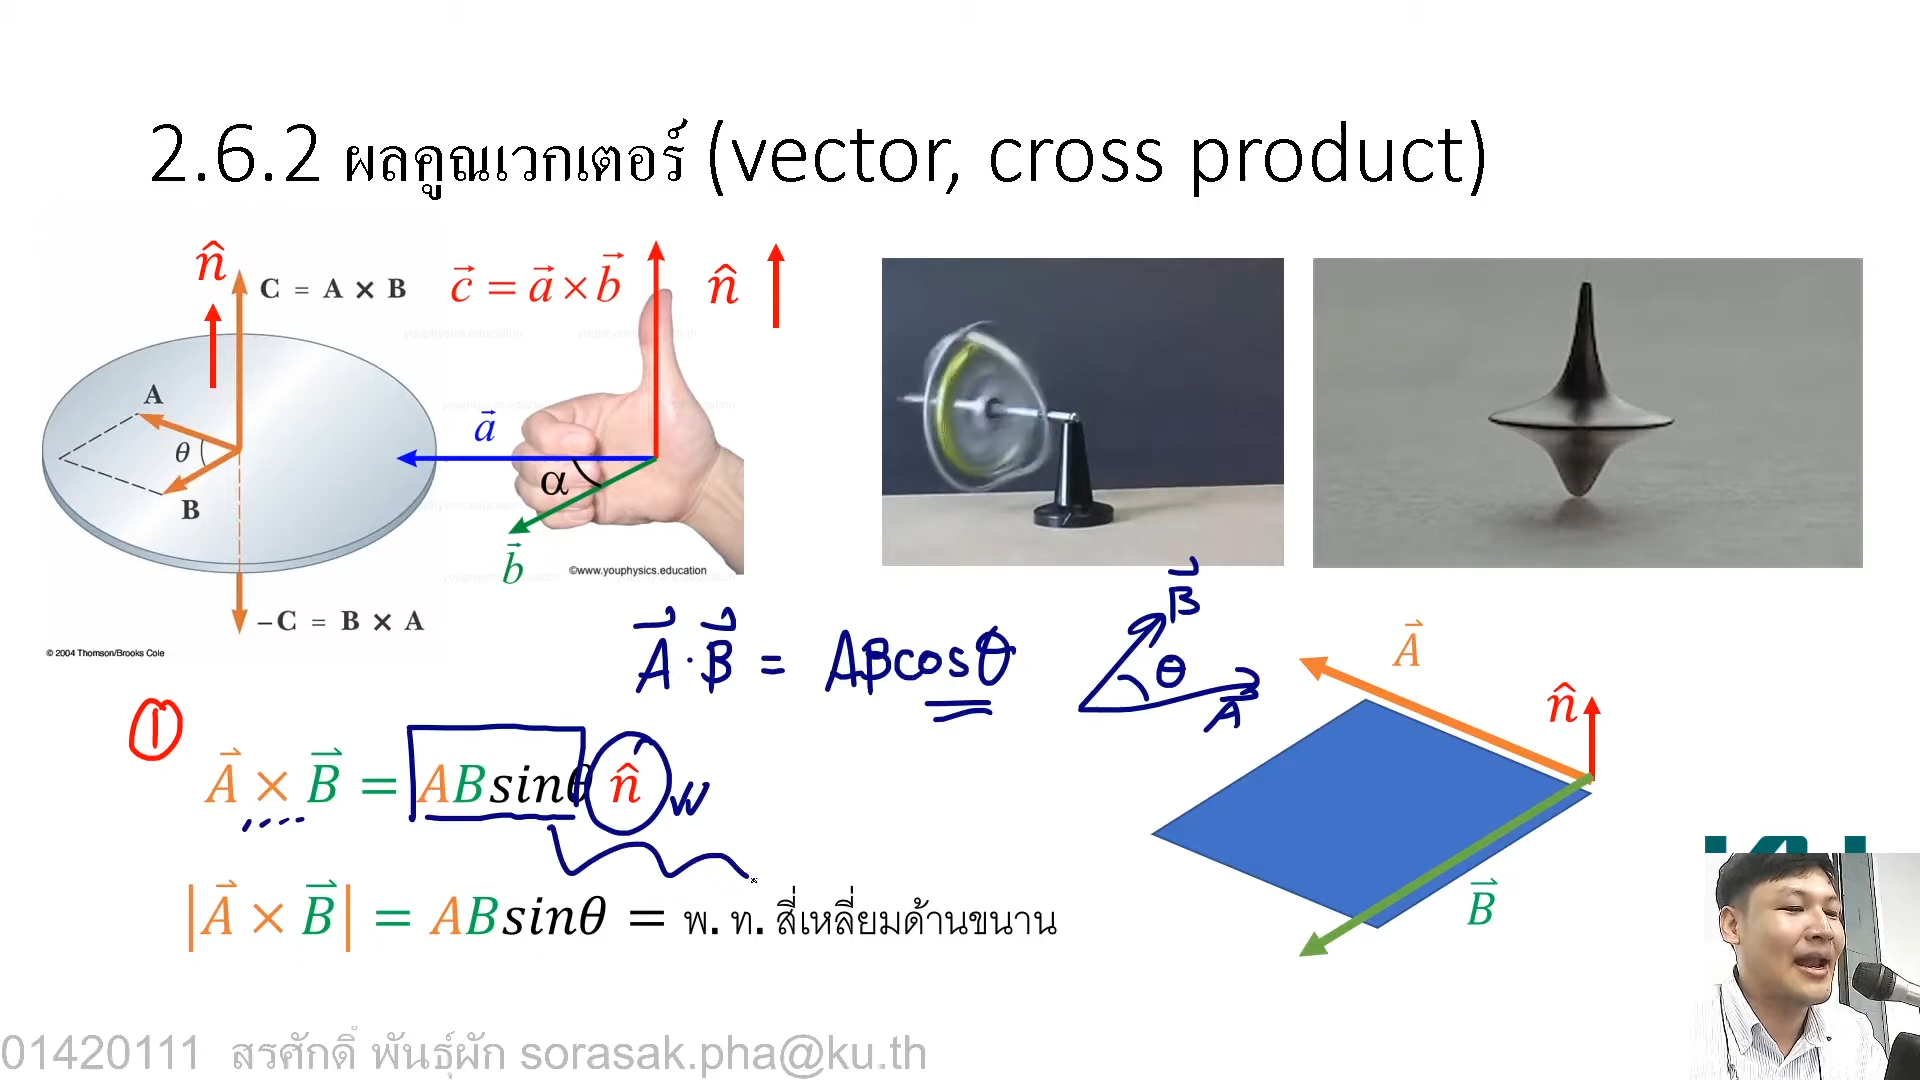 2.6.2 ผลคูณเวกเตอร์ (vector, cross product)
n̂
C = A × B
A
θ
B
–C = B × A
© 2004 Thomson/Brooks Cole
c⃗ = a⃗ × b⃗
n̂
a⃗
α
b⃗
©www.youphysics.education
A⃗ · B⃗ = ABcosθ
B⃗
θ
A⃗
①
A⃗ × B⃗ = ABsinθ n̂
|A⃗ × B⃗| = ABsinθ = พ. ท. สี่เหลี่ยมด้านขนาน
A⃗
n̂
B⃗
01420111 สรศักดิ์ พันธุ์ผัก sorasak.pha@ku.th